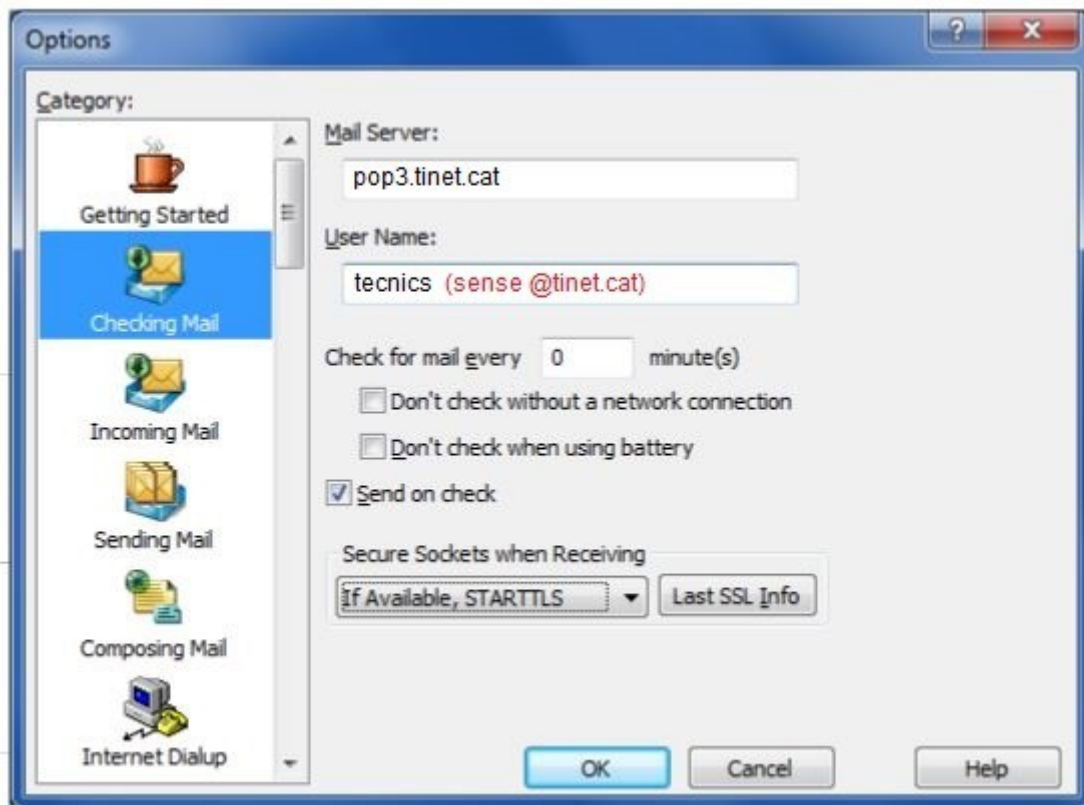 Options
Category:
Getting Started
Checking Mail
Incoming Mail
Sending Mail
Composing Mail
Internet Dialup
Mail Server:
pop3.tinet.cat
User Name:
tecnics (sense @tinet.cat)
Check for mail every 0 minute(s)
Don't check without a network connection
Don't check when using battery
Send on check
Secure Sockets when Receiving
If Available, STARTTLS Last SSL Info
OK Cancel Help